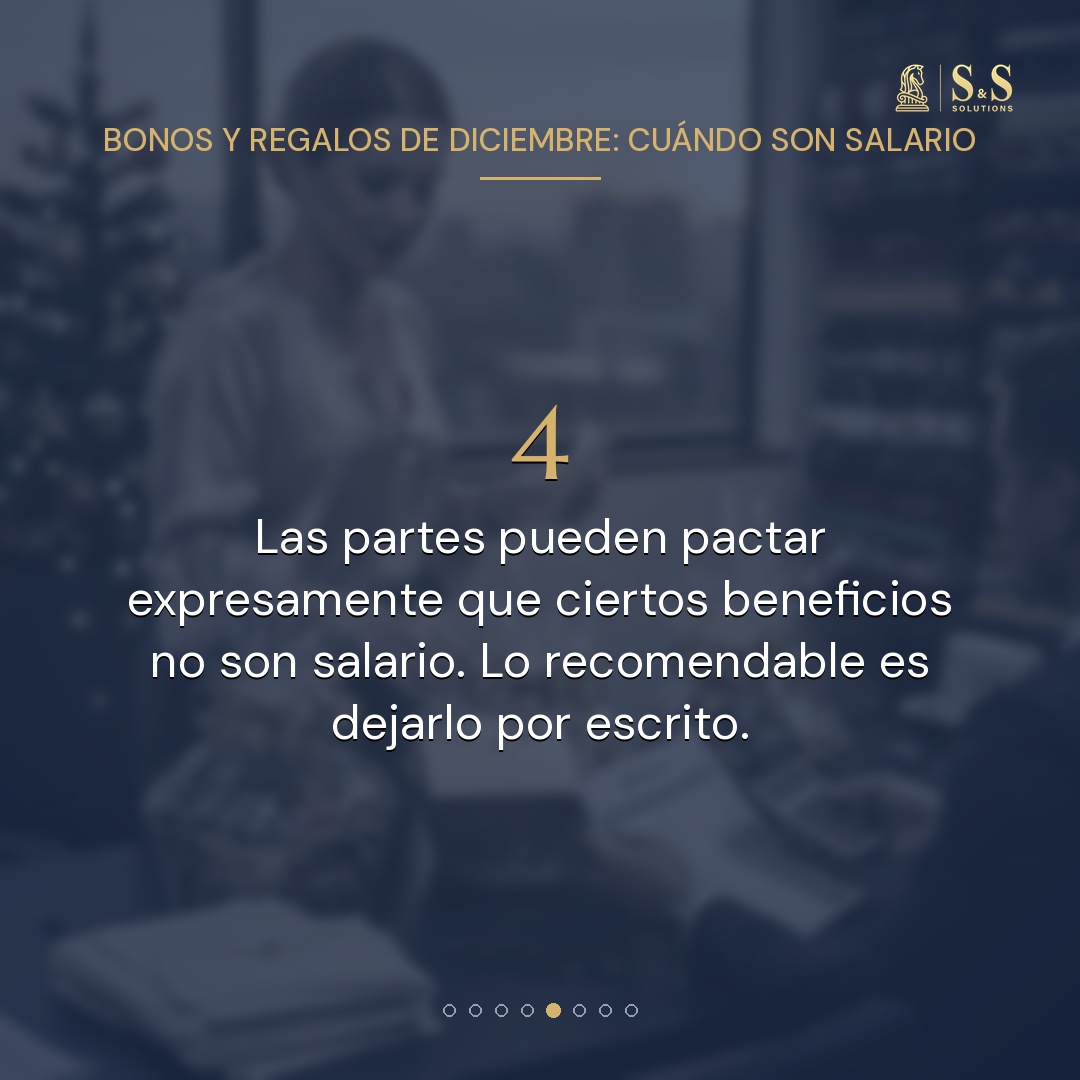 S&S
SOLUTIONS
BONOS Y REGALOS DE DICIEMBRE: CUÁNDO SON SALARIO
4
Las partes pueden pactar
expresamente que ciertos beneficios
no son salario. Lo recomendable es
dejarlo por escrito.